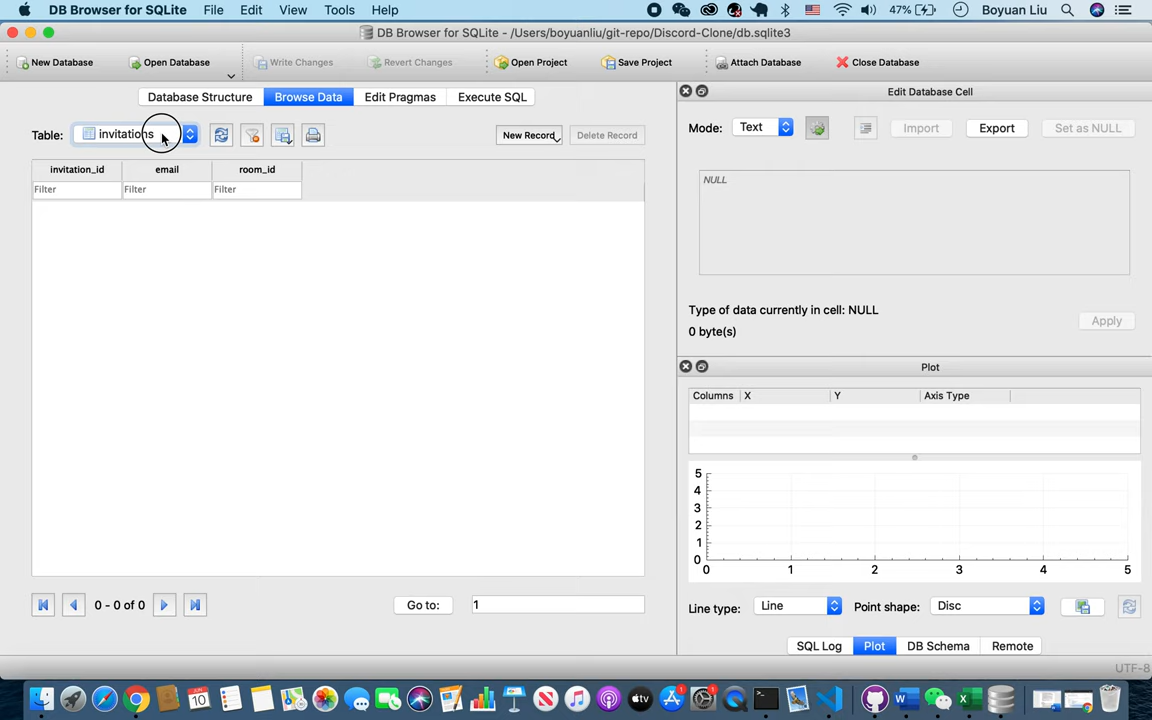 DB Browser for SQLite File Edit View Tools Help 47% Boyuan Liu
DB Browser for SQLite - /Users/boyuanliu/git-repo/Discord-Clone/db.sqlite3
New Database Open Database Write Changes Revert Changes Open Project Save Project Attach Database Close Database
Database Structure Browse Data Edit Pragmas Execute SQL
Table: invitations New Record Delete Record
invitation_id email room_id
Filter Filter Filter
0 - 0 of 0 Go to: 1
Edit Database Cell
Mode: Text Import Export Set as NULL
NULL
Type of data currently in cell: NULL
0 byte(s)
Apply
Plot
Columns X Y Axis Type
5
4
3
2
1
0
0 1 2 3 4 5
Line type: Line Point shape: Disc
SQL Log Plot DB Schema Remote
UTF-8